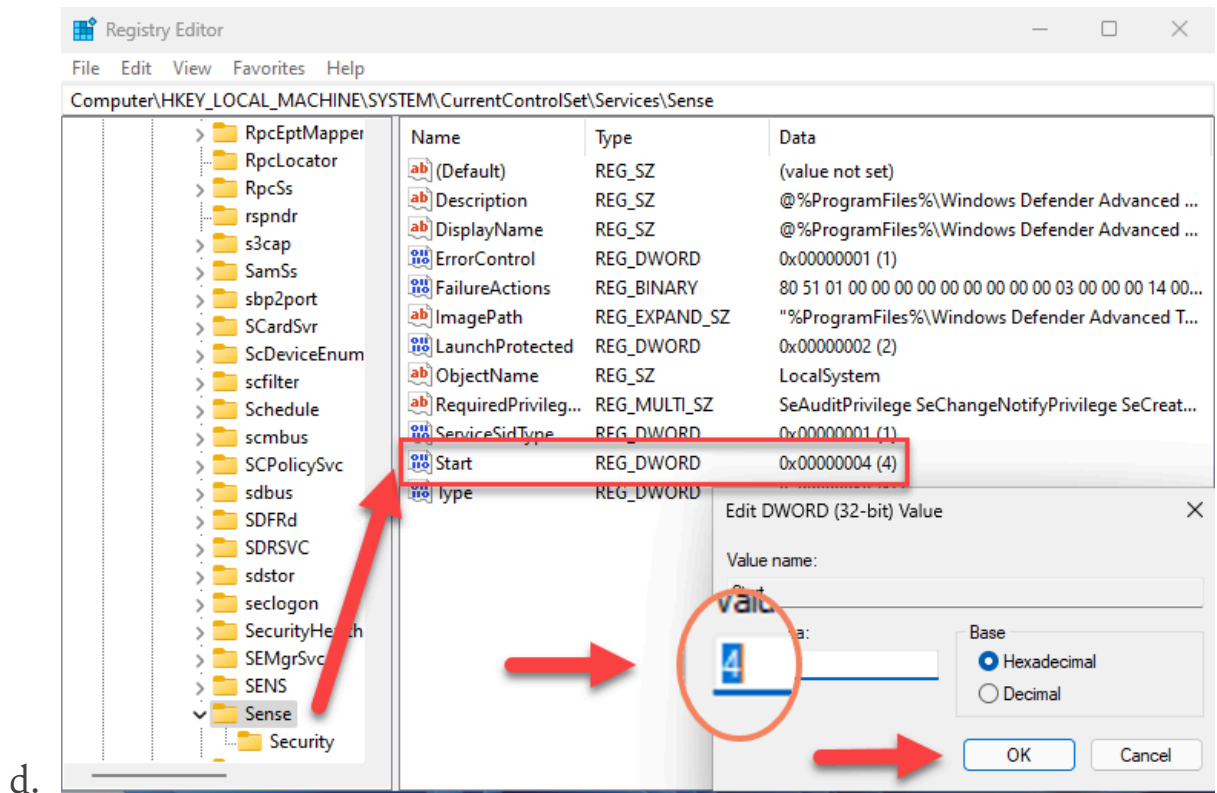 Registry Editor
File Edit View Favorites Help
Computer\HKEY_LOCAL_MACHINE\SYSTEM\CurrentControlSet\Services\Sense
RpcEptMapper
RpcLocator
RpcSs
rspndr
s3cap
SamSs
sbp2port
SCardSvr
ScDeviceEnum
scfilter
Schedule
scmbus
SCPolicySvc
sdbus
SDFRd
SDRSVC
sdstor
seclogon
SEMgrSvc
SENS
Sense
Security
Name Type Data
(Default) REG_SZ (value not set)
Description REG_SZ @%ProgramFiles%\Windows Defender Advanced ...
DisplayName REG_SZ @%ProgramFiles%\Windows Defender Advanced ...
ErrorControl REG_DWORD 0x00000001 (1)
FailureActions REG_BINARY 80 51 01 00 00 00 00 00 00 00 00 00 03 00 00 00 14 00...
ImagePath REG_EXPAND_SZ "%ProgramFiles%\Windows Defender Advanced T...
LaunchProtected REG_DWORD 0x00000002 (2)
ObjectName REG_SZ LocalSystem
RequiredPrivileg... REG_MULTI_SZ SeAuditPrivilege SeChangeNotifyPrivilege SeCreat...
ServiceSidType REG_DWORD 0x00000001 (1)
Start REG_DWORD 0x00000004 (4)
Type REG_DWORD
Edit DWORD (32-bit) Value
Value name:
Start
4
Base
Hexadecimal
Decimal
OK Cancel
d.